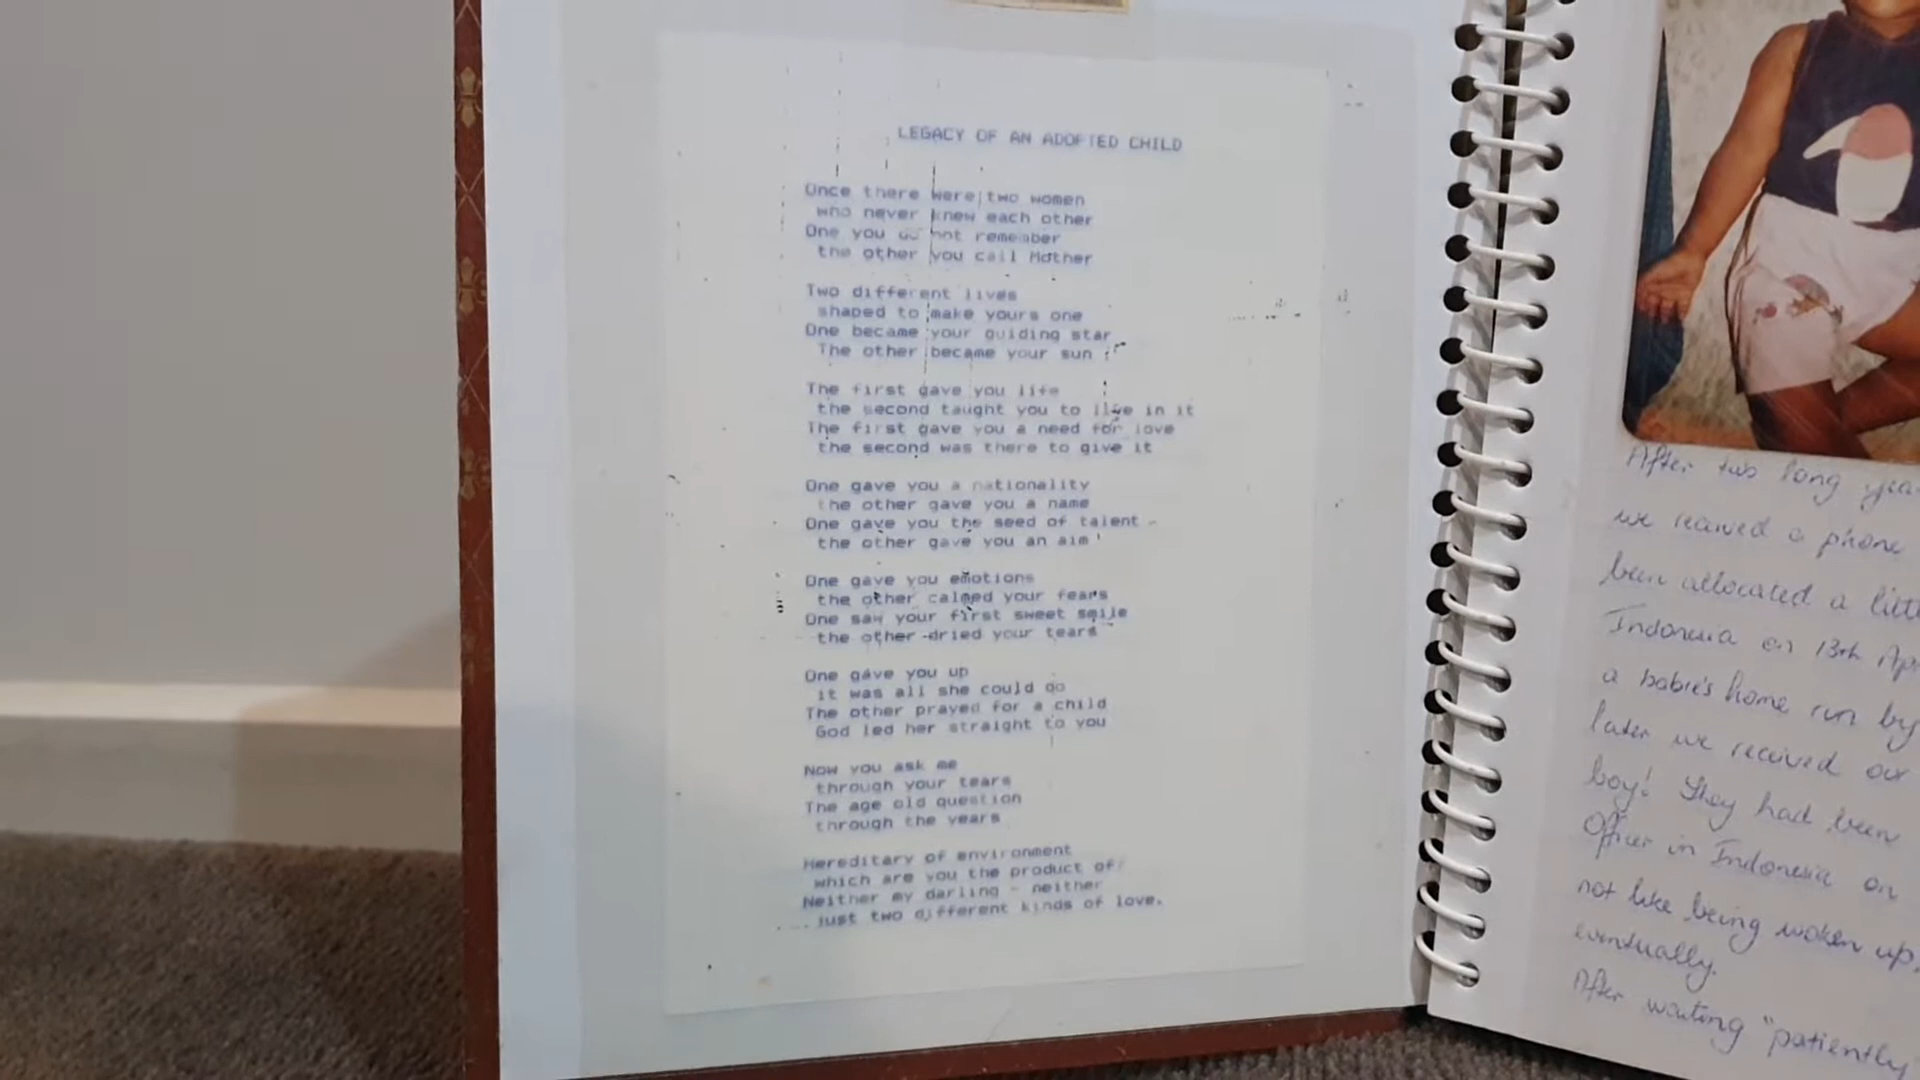 LEGACY OF AN ADOPTED CHILD
Once there were two women
who never knew each other
One you do not remember
the other you call Mother
Two different lives
shaped to make yours one
One became your guiding star
The other became your sun
The first gave you life
the second taught you to live in it
The first gave you a need for love
the second was there to give it
One gave you a nationality
the other gave you a name
One gave you the seed of talent
the other gave you an aim
One gave you emotions
the other calmed your fears
One saw your first sweet smile
the other dried your tears
One gave you up
it was all she could do
The other prayed for a child
God led her straight to you
Now you ask me
through your tears
The age old question
through the years
Hereditary of environment
which are you the product of
Neither my darling - neither
just two different kinds of love.
After two long
we received a phone
been allocated a
Indonesia on 13th
a babie's home run by
later we received our
boy! They had been
Officer in Indonesia on
not like being woken up,
eventually.
After waiting "patiently